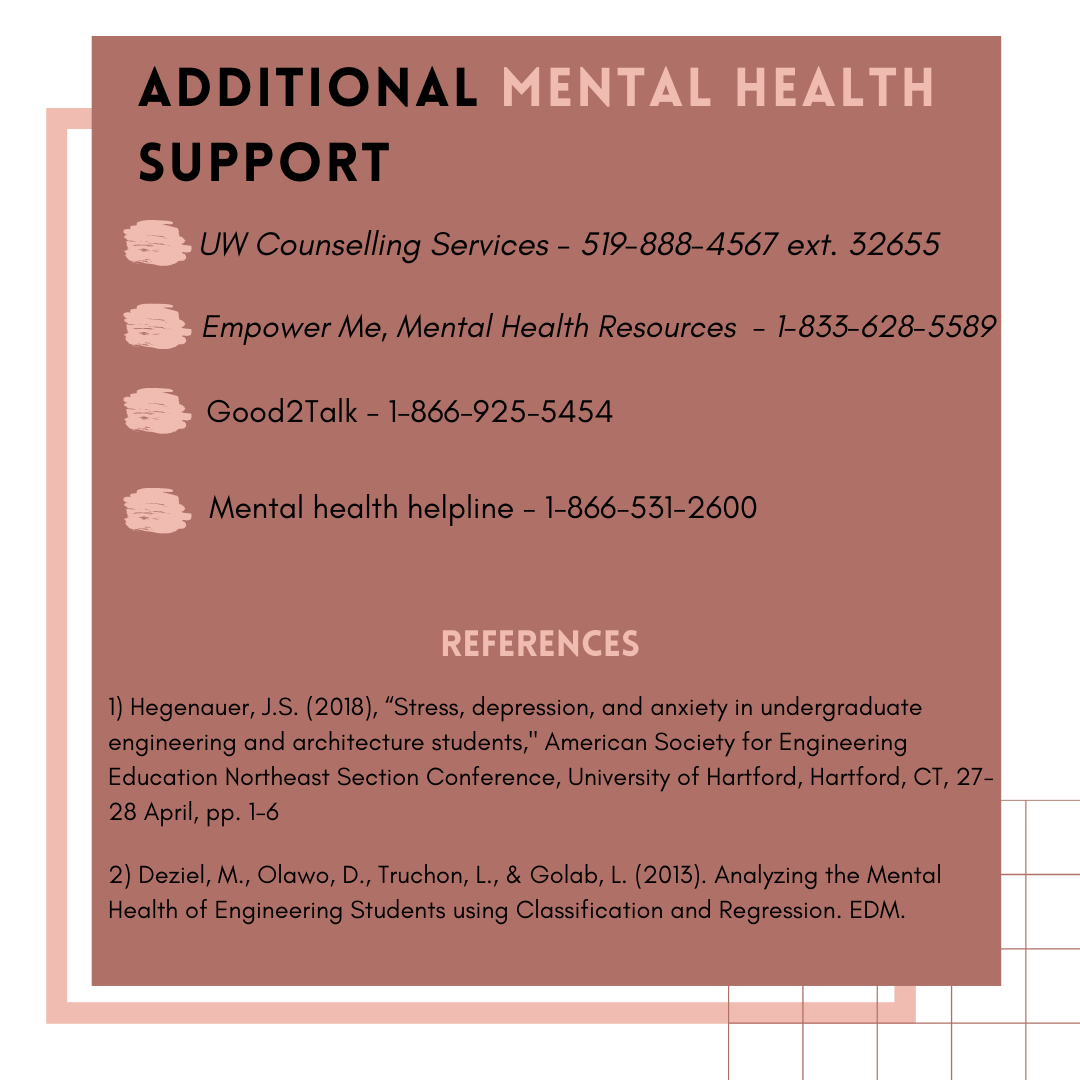 ADDITIONAL MENTAL HEALTH
SUPPORT
UW Counselling Services - 519-888-4567 ext. 32655
Empower Me, Mental Health Resources - 1-833-628-5589
Good2Talk - 1-866-925-5454
Mental health helpline - 1-866-531-2600
REFERENCES
1) Hegenauer, J.S. (2018), “Stress, depression, and anxiety in undergraduate
engineering and architecture students," American Society for Engineering
Education Northeast Section Conference, University of Hartford, Hartford, CT, 27-
28 April, pp. 1-6
2) Deziel, M., Olawo, D., Truchon, L., & Golab, L. (2013). Analyzing the Mental
Health of Engineering Students using Classification and Regression. EDM.